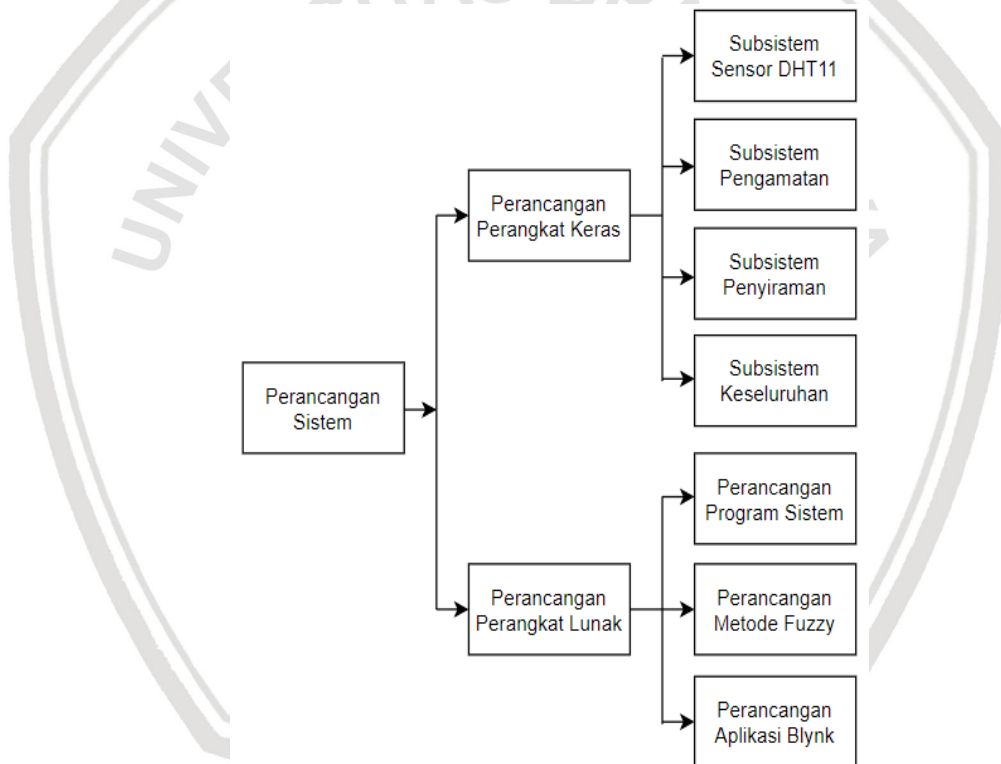 Subsistem
Sensor DHT11
Subsistem
Pengamatan
Perancangan
Perangkat Keras
Subsistem
Penyiraman
Subsistem
Keseluruhan
Perancangan
Sistem
Perancangan
Program Sistem
Perancangan
Perangkat Lunak
Perancangan
Metode Fuzzy
Perancangan
Aplikasi Blynk